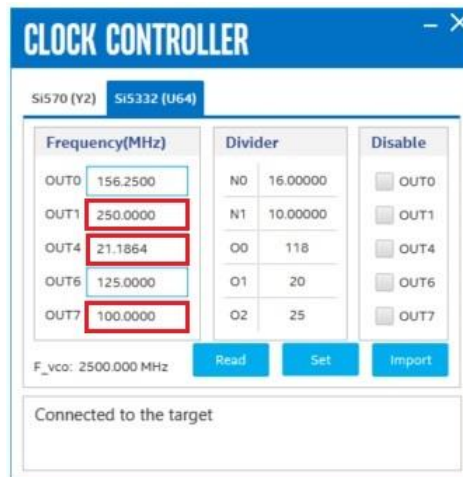 CLOCK CONTROLLER
Si570 (Y2) Si5332 (U64)
Frequency(MHz) Divider Disable
OUT0 156.2500 N0 16.00000 OUT0
OUT1 250.0000 N1 10.00000 OUT1
OUT4 21.1864 O0 118 OUT4
OUT6 125.0000 O1 20 OUT6
OUT7 100.0000 O2 25 OUT7
F_vco: 2500.000 MHz Read Set Import
Connected to the target